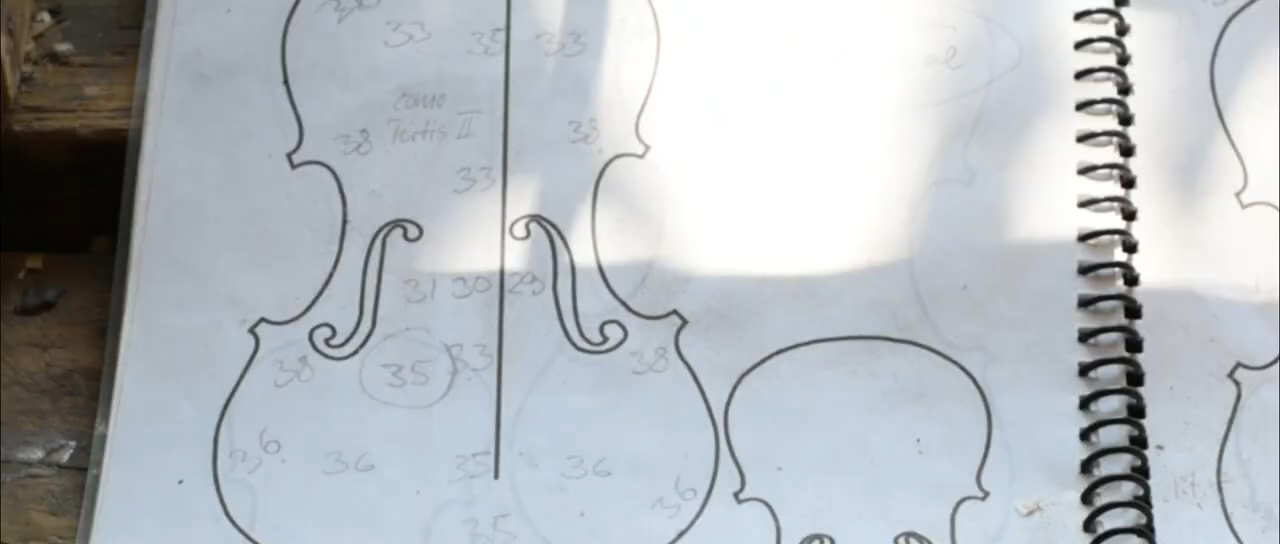 33 35 33
como
Tertis II
38 38
33
31 30 29
38 35 33 38
36 36 35 36 36
35